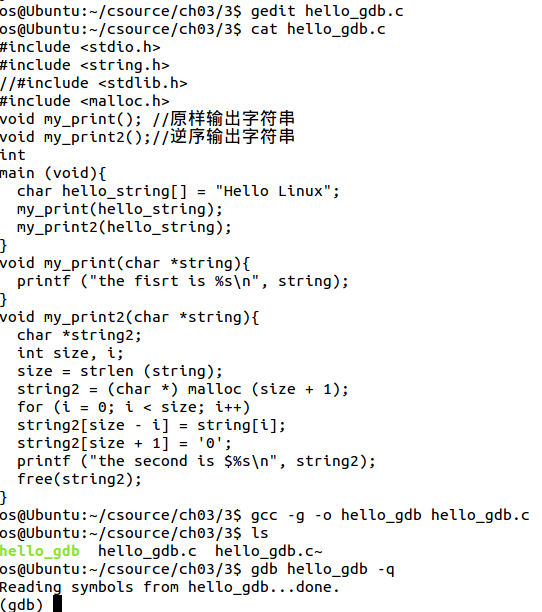 os@Ubuntu:~/csource/ch03/3$ gedit hello_gdb.c
os@Ubuntu:~/csource/ch03/3$ cat hello_gdb.c
#include <stdio.h>
#include <string.h>
//#include <stdlib.h>
#include <malloc.h>
void my_print(); //原样输出字符串
void my_print2();//逆序输出字符串
int
main (void){
  char hello_string[] = "Hello Linux";
  my_print(hello_string);
  my_print2(hello_string);
}
void my_print(char *string){
  printf ("the fisrt is %s\n", string);
}
void my_print2(char *string){
  char *string2;
  int size, i;
  size = strlen (string);
  string2 = (char *) malloc (size + 1);
  for (i = 0; i < size; i++)
  string2[size - i] = string[i];
  string2[size + 1] = '0';
  printf ("the second is $%s\n", string2);
  free(string2);
}
os@Ubuntu:~/csource/ch03/3$ gcc -g -o hello_gdb hello_gdb.c
os@Ubuntu:~/csource/ch03/3$ ls
hello_gdb  hello_gdb.c  hello_gdb.c~
os@Ubuntu:~/csource/ch03/3$ gdb hello_gdb -q
Reading symbols from hello_gdb...done.
(gdb)